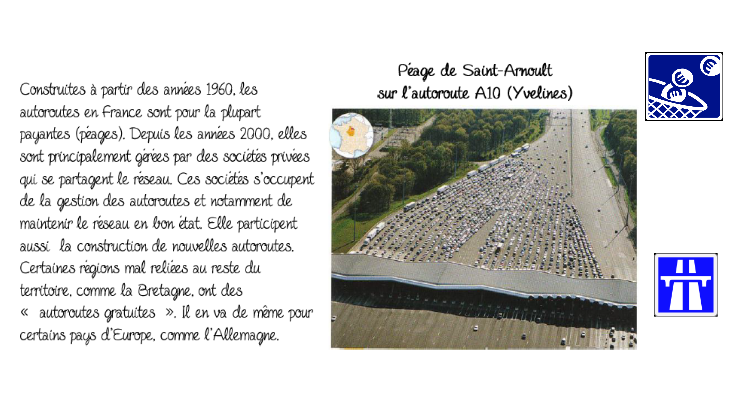 Construites à partir des années 1960, les
autoroutes en France sont pour la plupart
payantes (péages). Depuis les années 2000, elles
sont principalement gérées par des sociétés privées
qui se partagent le réseau. Ces sociétés s'occupent
de la gestion des autoroutes et notamment de
maintenir le réseau en bon état. Elle participent
aussi la construction de nouvelles autoroutes.
Certaines régions mal reliées au reste du
territoire, comme la Bretagne, ont des
« autoroutes gratuites ». Il en va de même pour
certains pays d'Europe, comme l'Allemagne.
Péage de Saint-Arnoult
sur l'autoroute A10 (Yvelines)